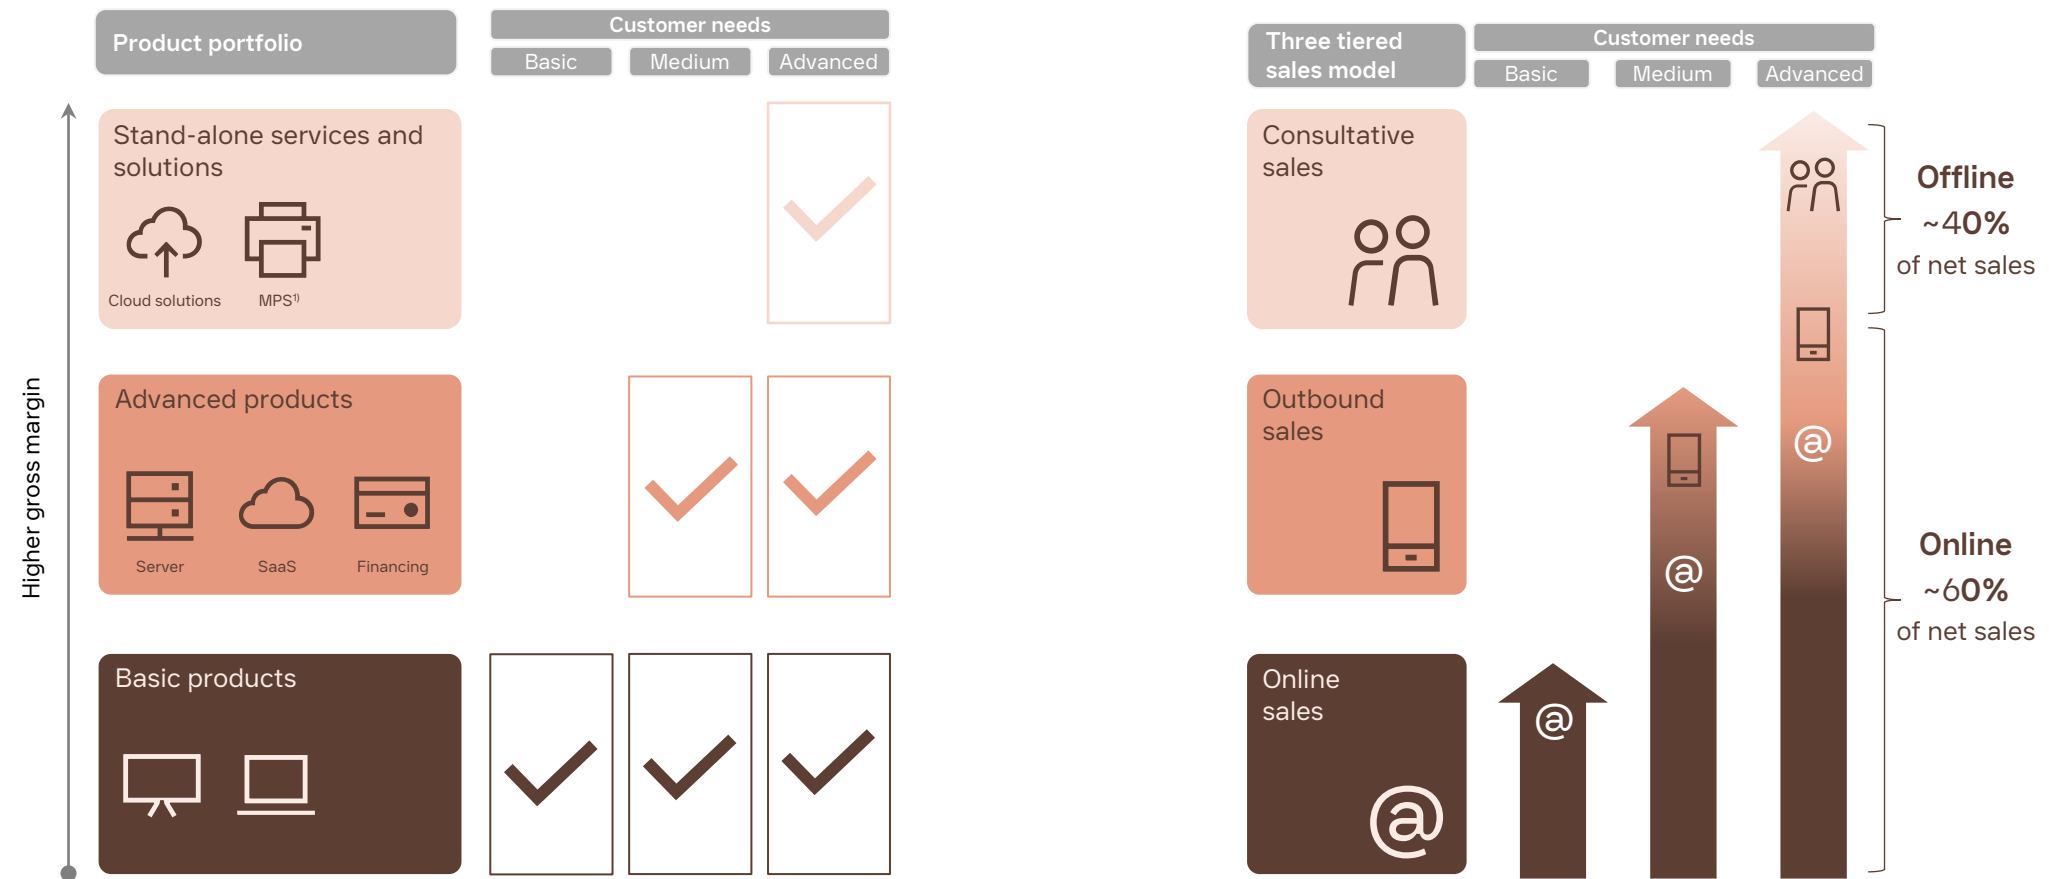 Product portfolio
Customer needs
Basic
Medium
Advanced
Higher gross margin
Stand-alone services and
solutions
Cloud solutions
MPS¹⁾
Advanced products
Server
SaaS
Financing
Basic products
Three tiered
sales model
Customer needs
Basic
Medium
Advanced
Consultative
sales
Outbound
sales
@
@
Online
sales
@
@
Offline
~40%
of net sales
Online
~60%
of net sales